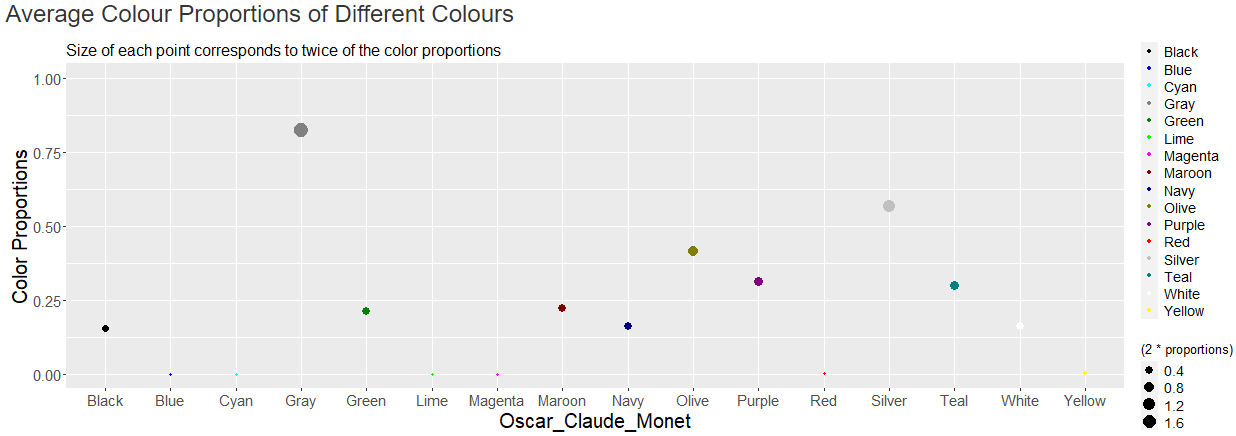 Average Colour Proportions of Different Colours
Size of each point corresponds to twice of the color proportions
Color Proportions
1.00
0.75
0.50
0.25
0.00
Black Blue Cyan Gray Green Lime Magenta Maroon Navy Olive Purple Red Silver Teal White Yellow
Oscar_Claude_Monet
Black
Blue
Cyan
Gray
Green
Lime
Magenta
Maroon
Navy
Olive
Purple
Red
Silver
Teal
White
Yellow
(2 * proportions)
0.4
0.8
1.2
1.6